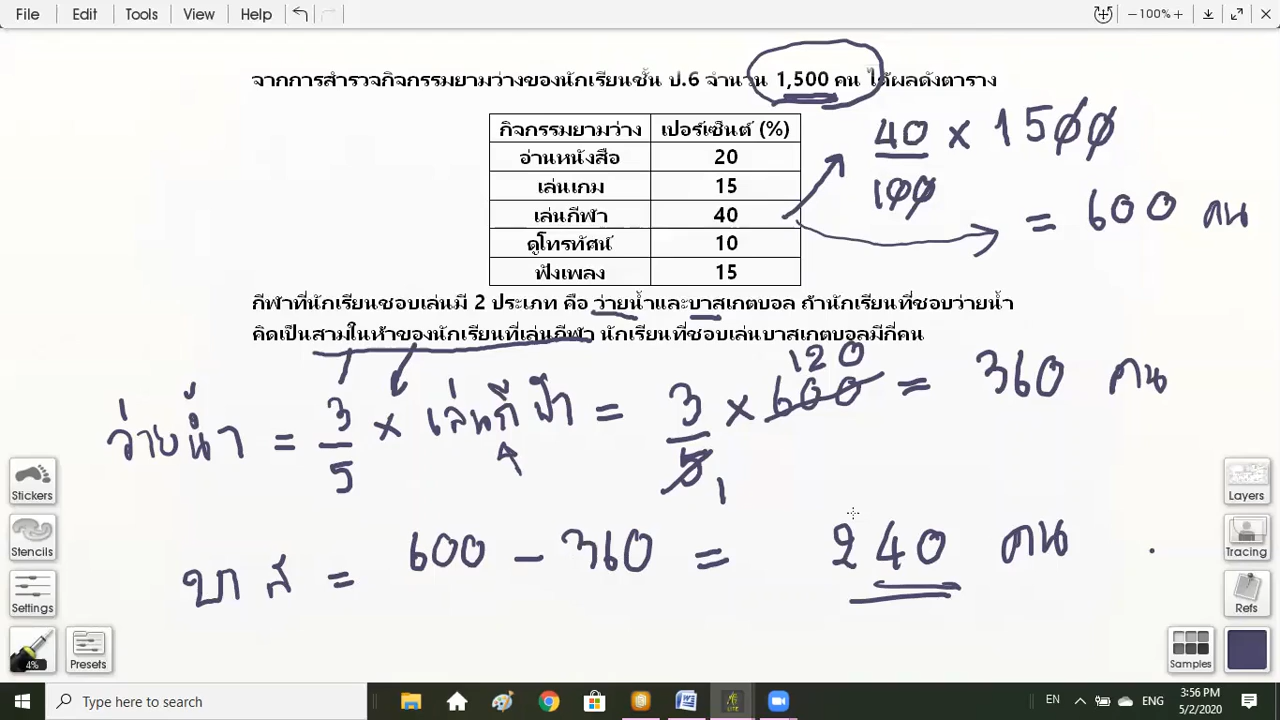 File Edit Tools View Help
100%
จากการสำรวจกิจกรรมยามว่างของนักเรียนชั้น ป.6 จำนวน 1,500 คน ได้ผลดังตาราง
กิจกรรมยามว่าง เปอร์เซ็นต์ (%)
อ่านหนังสือ 20
เล่นเกม 15
เล่นกีฬา 40
ดูโทรทัศน์ 10
ฟังเพลง 15
40 × 1500
100
= 600 คน
กีฬาที่นักเรียนชอบเล่นมี 2 ประเภท คือ ว่ายน้ำและบาสเกตบอล ถ้านักเรียนที่ชอบว่ายน้ำ
คิดเป็นสามในห้าของนักเรียนที่เล่นกีฬา นักเรียนที่ชอบเล่นบาสเกตบอลมีกี่คน
120
ว่ายน้ำ = 3/5 × เล่นกีฬา = 3/5 × 600 = 360 คน
1
บาส = 600 - 360 = 240 คน
Stickers
Stencils
Settings
4%
Presets
Layers
Tracing
Refs
Samples
Type here to search
EN
ENG
3:56 PM
5/2/2020